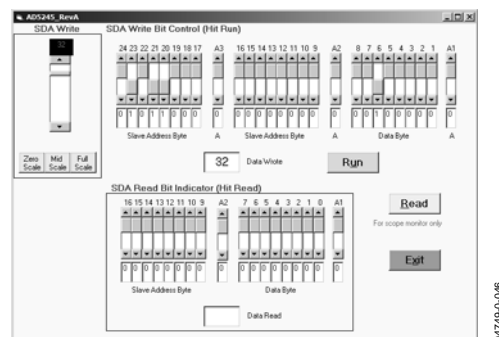 AD5245_RevA
SDA Write
SDA Write Bit Control (Hit Run)
32
24 23 22 21 20 19 18 17 A3 16 15 14 13 12 11 10 9 A2 8 7 6 5 4 3 2 1 A1
0 1 0 1 1 0 0 0 0 0 0 0 0 0 0 0 0 0 0 0 1 0 0 0 0 0 0
Slave Address Byte A Slave Address Byte A Data Byte A
Zero Scale Mid Scale Full Scale
32 Data Wrote Run
SDA Read Bit Indicator (Hit Read)
16 15 14 13 12 11 10 9 A2 7 6 5 4 3 2 1 0 A1
0 0 0 0 0 0 0 0 0 0 0 0 0 0 0 0 0 0
Slave Address Byte Data Byte
Data Read
Read
For scope monitor only
Exit
4749-0-046